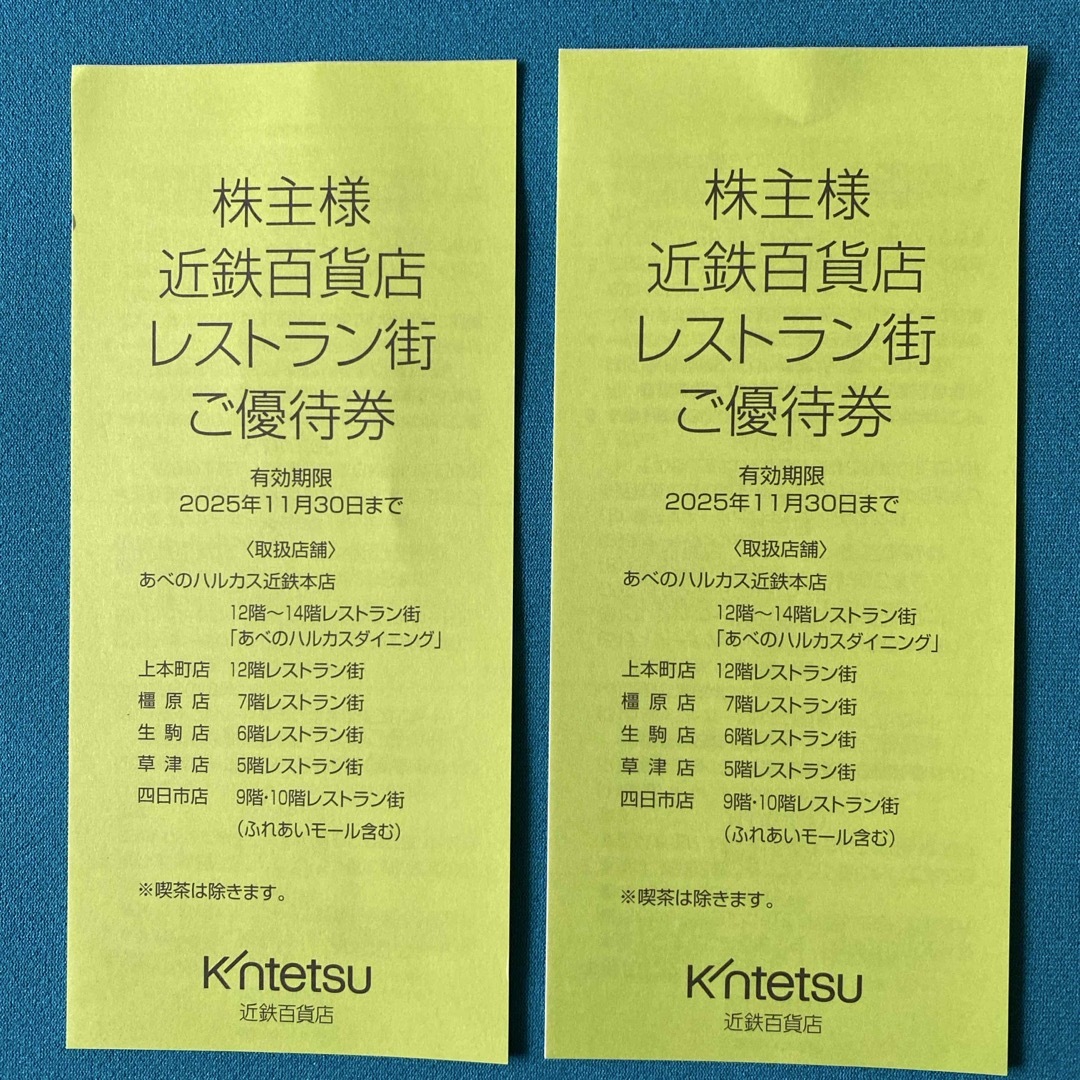 株主様
近鉄百貨店
レストラン街
ご優待券
有効期限
2025年11月30日まで
〈取扱店舗〉
あべのハルカス近鉄本店
12階～14階レストラン街
「あべのハルカスダイニング」
上本町店 12階レストラン街
橿原店 7階レストラン街
生駒店 6階レストラン街
草津店 5階レストラン街
四日市店 9階・10階レストラン街
（ふれあいモール含む）
※喫茶は除きます。
Kintetsu
近鉄百貨店
株主様
近鉄百貨店
レストラン街
ご優待券
有効期限
2025年11月30日まで
〈取扱店舗〉
あべのハルカス近鉄本店
12階～14階レストラン街
「あべのハルカスダイニング」
上本町店 12階レストラン街
橿原店 7階レストラン街
生駒店 6階レストラン街
草津店 5階レストラン街
四日市店 9階・10階レストラン街
（ふれあいモール含む）
※喫茶は除きます。
Kintetsu
近鉄百貨店